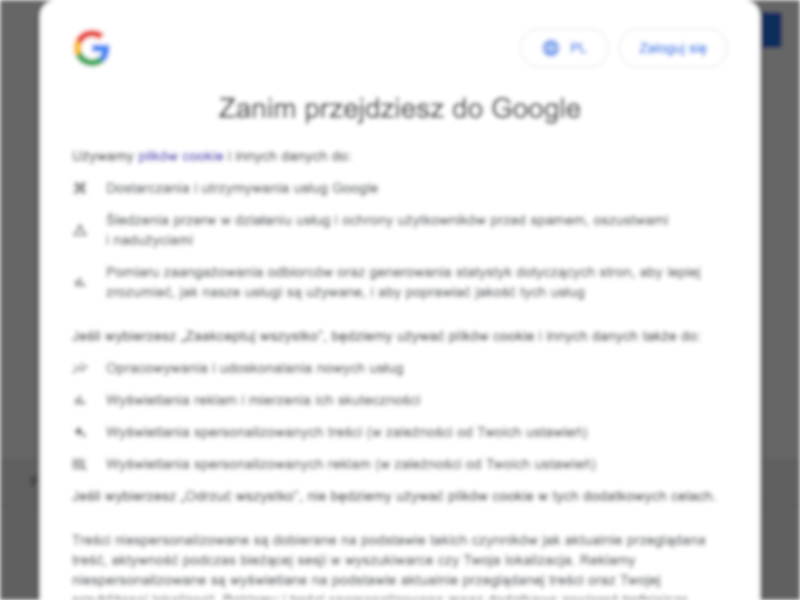 PL
Zaloguj się
Zanim przejdziesz do Google
Używamy plików cookie i innych danych do:
Dostarczania i utrzymywania usług Google
Śledzenia przerw w działaniu usług i ochrony użytkowników przed spamem, oszustwami
i nadużyciami
Pomiaru zaangażowania odbiorców oraz generowania statystyk dotyczących stron, aby lepiej
zrozumieć, jak nasze usługi są używane, i aby poprawiać jakość tych usług
Jeśli wybierzesz „Zaakceptuj wszystko”, będziemy używać plików cookie i innych danych także do:
Opracowywania i udoskonalania nowych usług
Wyświetlania reklam i mierzenia ich skuteczności
Wyświetlania spersonalizowanych treści (w zależności od Twoich ustawień)
Wyświetlania spersonalizowanych reklam (w zależności od Twoich ustawień)
Jeśli wybierzesz „Odrzuć wszystko”, nie będziemy używać plików cookie w tych dodatkowych celach.
Treści niespersonalizowane są dobierane na podstawie takich czynników jak aktualnie przeglądana
treść, aktywność podczas bieżącej sesji w wyszukiwarce czy Twoja lokalizacja. Reklamy
niespersonalizowane są wyświetlane na podstawie aktualnie przeglądanej treści oraz Twojej